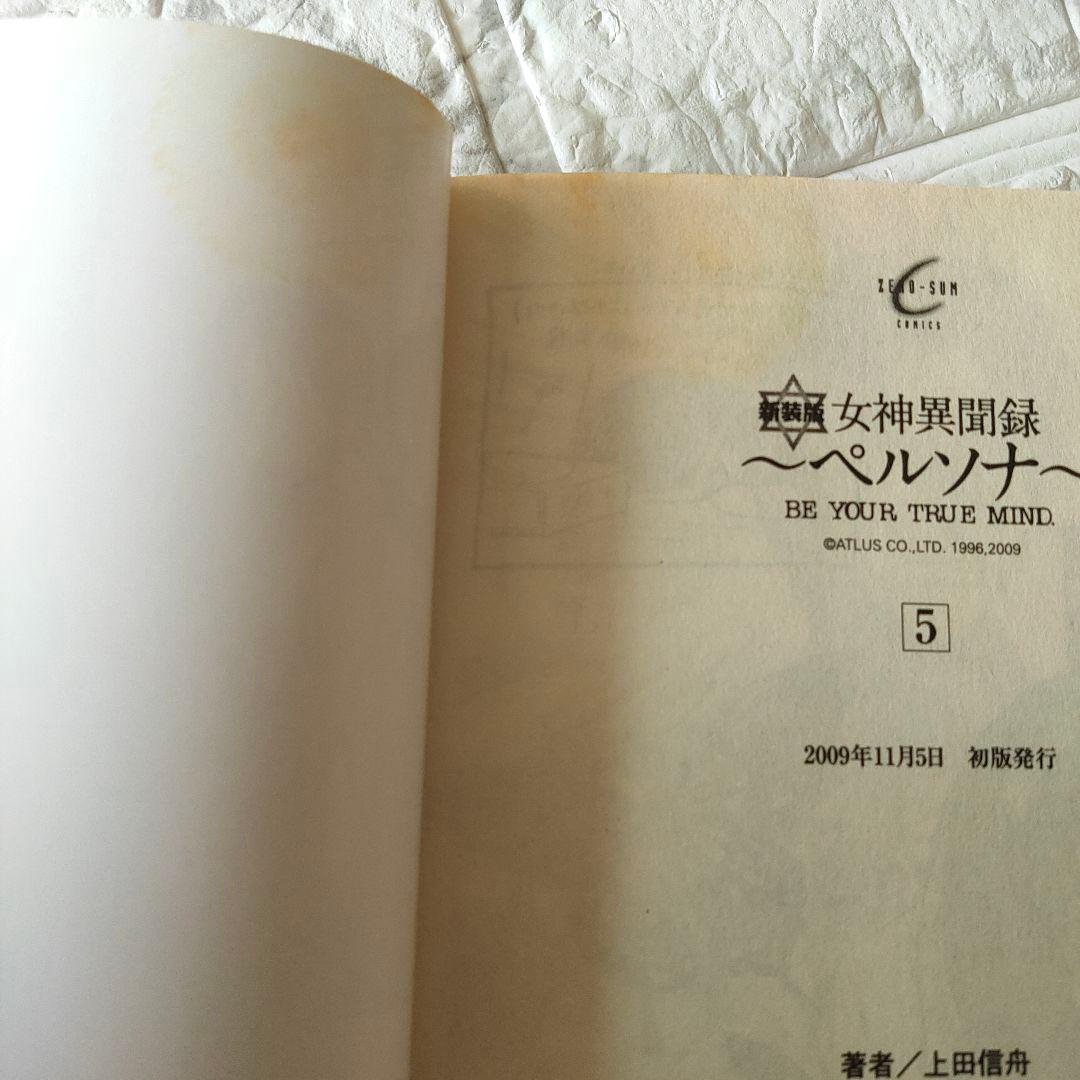 ZERO-SUM
COMICS
新装版 女神異聞録
～ペルソナ～
BE YOUR TRUE MIND.
©ATLUS CO.,LTD. 1996,2009
5
2009年11月5日 初版発行
著者／上田信舟